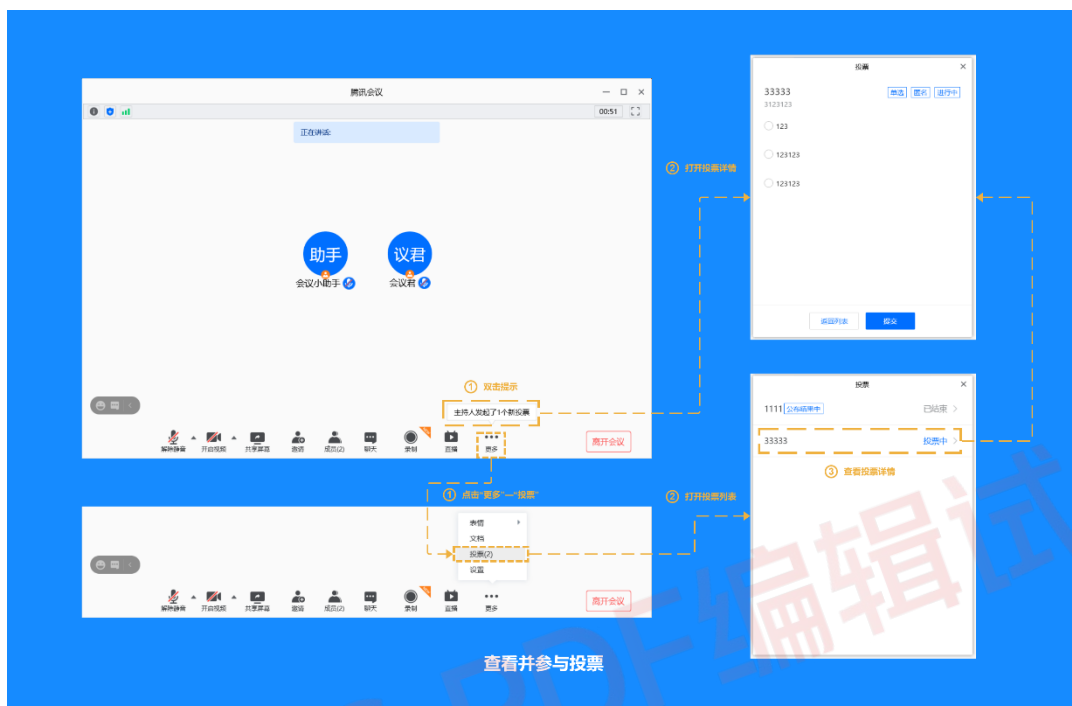 腾讯会议
00:51
正在讲话:
助手
议君
会议小助手
会议君
① 双击提示
主持人发起了1个新投票
解除静音
开启视频
共享屏幕
邀请
成员(2)
聊天
录制
直播
更多
离开会议
① 点击“更多”—“投票”
表情
文档
投票(2)
设置
解除静音
开启视频
共享屏幕
邀请
成员(2)
聊天
录制
直播
更多
离开会议
② 打开投票详情
投票
33333
单选 匿名 进行中
3123123
123
123123
123123
返回列表
提交
② 打开投票列表
投票
1111 公布结果中
已结束
33333
投票中
③ 查看投票详情
查看并参与投票
PDF编辑试